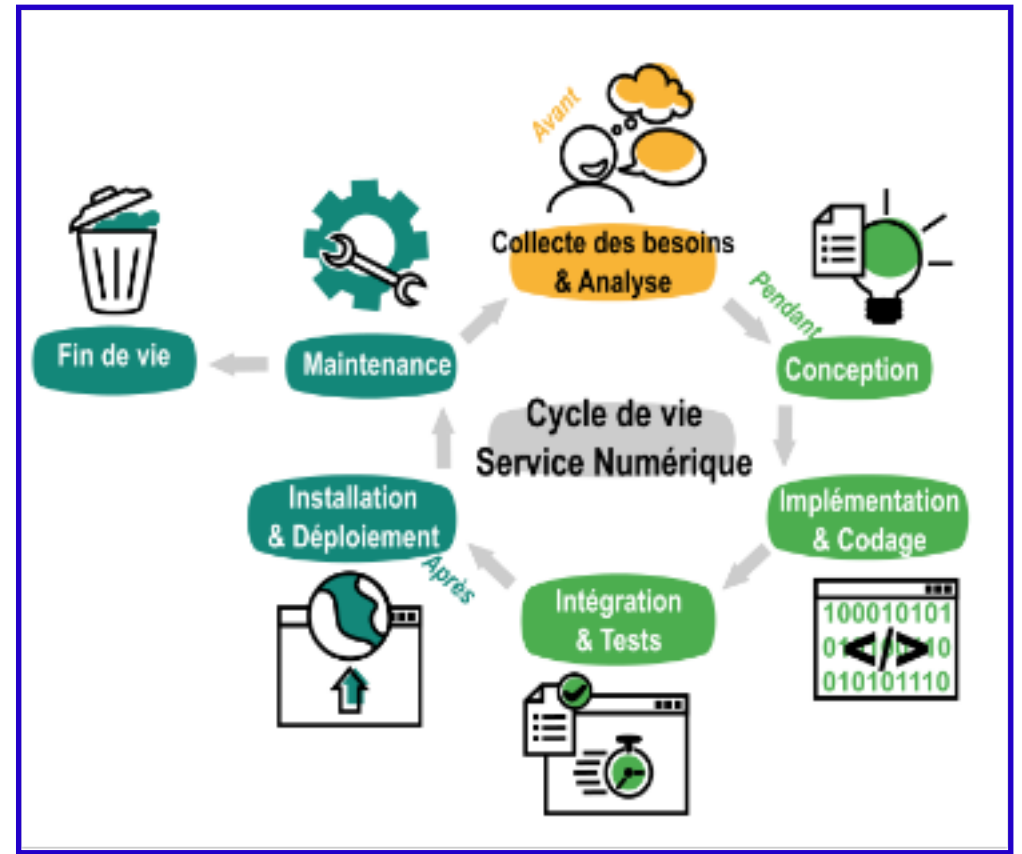 Avant
Collecte des besoins
& Analyse
Pendant
Conception
Implémentation
& Codage
100010101
010101110
</>
Intégration
& Tests
Après
Installation
& Déploiement
Maintenance
Fin de vie
Cycle de vie
Service Numérique